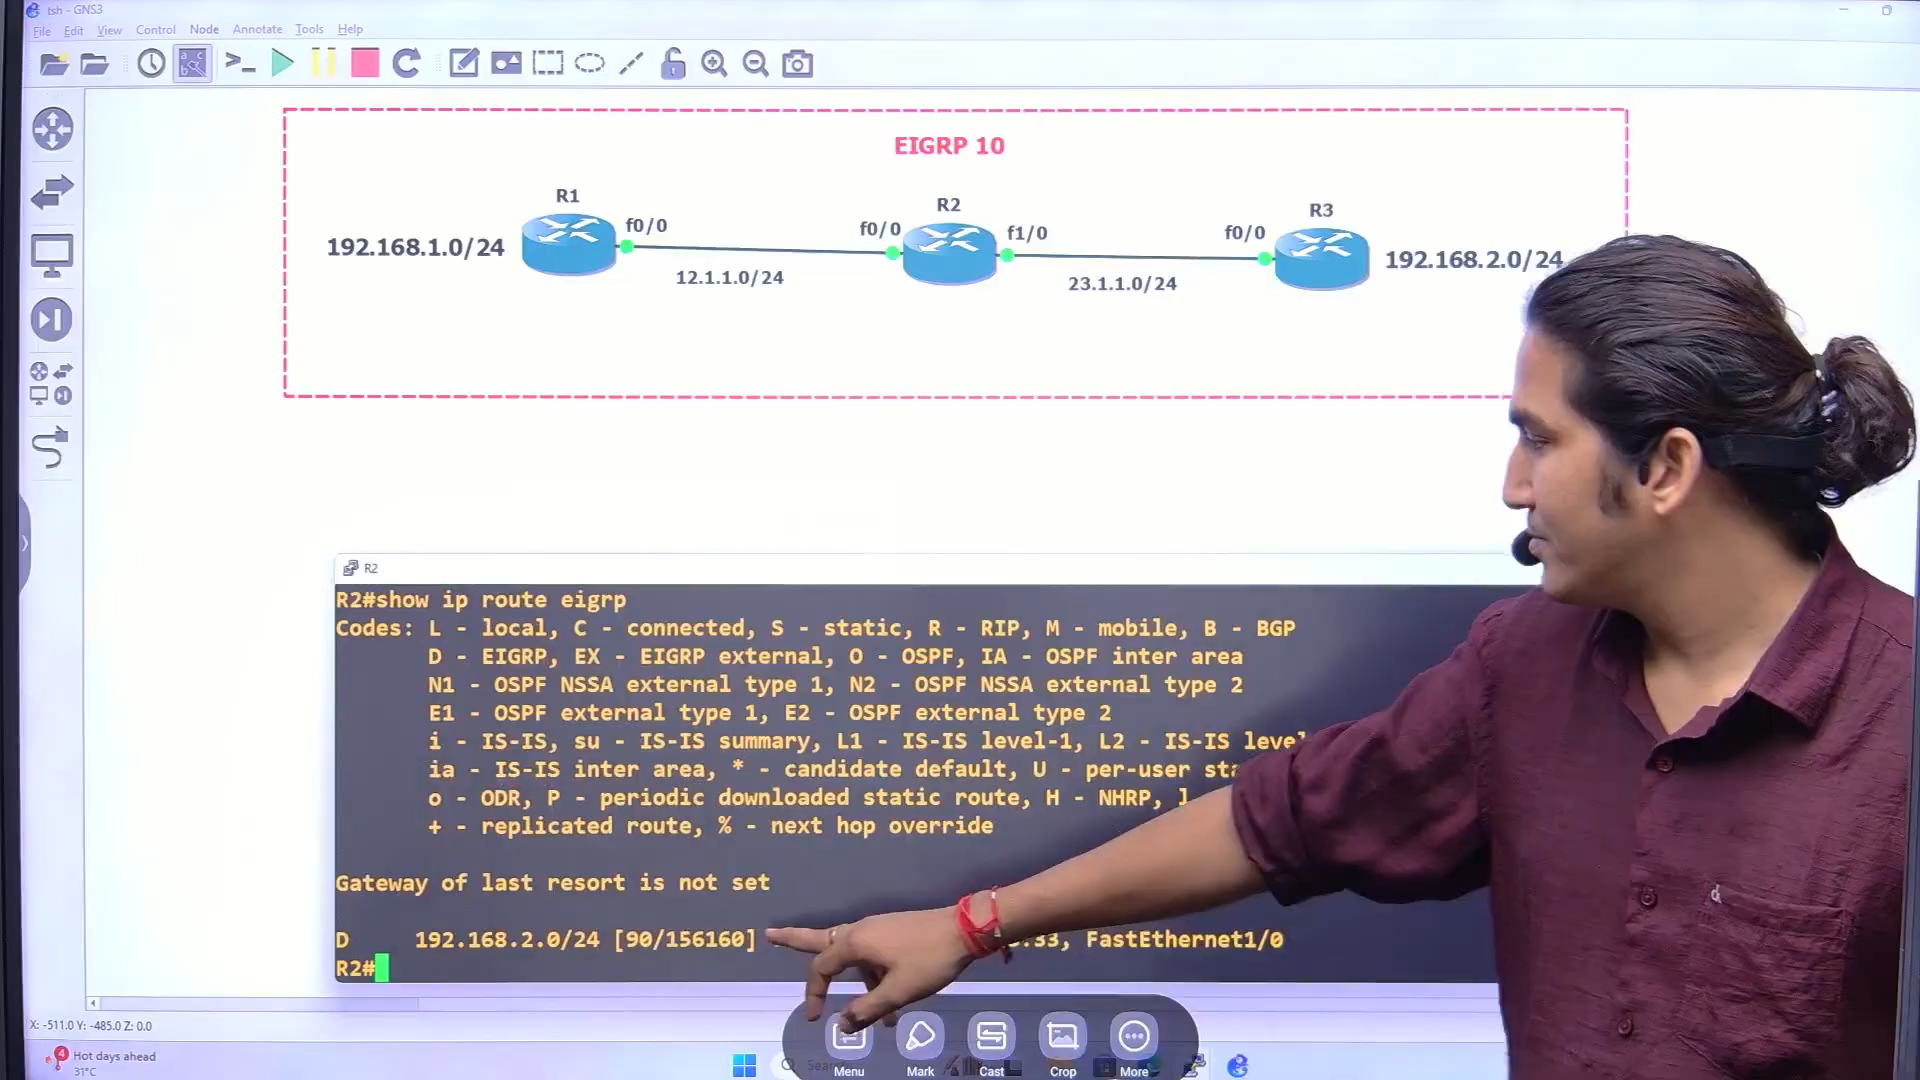 tsh - GNS3
File Edit View Control Node Annotate Tools Help
EIGRP 10
R1
R2
R3
f0/0
f0/0
f1/0
f0/0
192.168.1.0/24
192.168.2.0/24
12.1.1.0/24
23.1.1.0/24
R2
R2#show ip route eigrp
Codes: L - local, C - connected, S - static, R - RIP, M - mobile, B - BGP
D - EIGRP, EX - EIGRP external, O - OSPF, IA - OSPF inter area
N1 - OSPF NSSA external type 1, N2 - OSPF NSSA external type 2
E1 - OSPF external type 1, E2 - OSPF external type 2
i - IS-IS, su - IS-IS summary, L1 - IS-IS level-1, L2 - IS-IS
ia - IS-IS inter area, * - candidate default, U - per-user
o - ODR, P - periodic downloaded static route, H - NHRP,
+ - replicated route, % - next hop override
Gateway of last resort is not set
D 192.168.2.0/24 [90/156160] FastEthernet1/0
R2#
X: -511.0 Y: -485.0 Z: 0.0
4
Hot days ahead
31°C
Menu Mark Cast Crop More